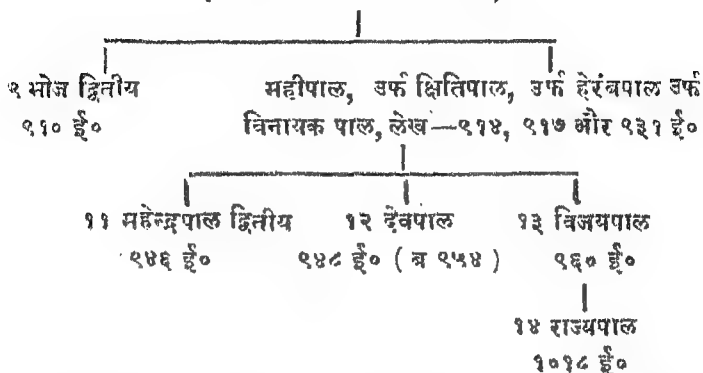 ९ भोज द्वितीय
९१० ई०
महीपाल, उर्फ क्षितिपाल, उर्फ हेरंबपाल उर्फ
विनायक पाल, लेख—९१४, ९१७ और ९३१ ई०
११ महेन्द्रपाल द्वितीय
९४६ ई०
१२ देवपाल
९४८ ई० ( व ९५४ )
१३ विजयपाल
९६० ई०
१४ राज्यपाल
१०१८ ई०